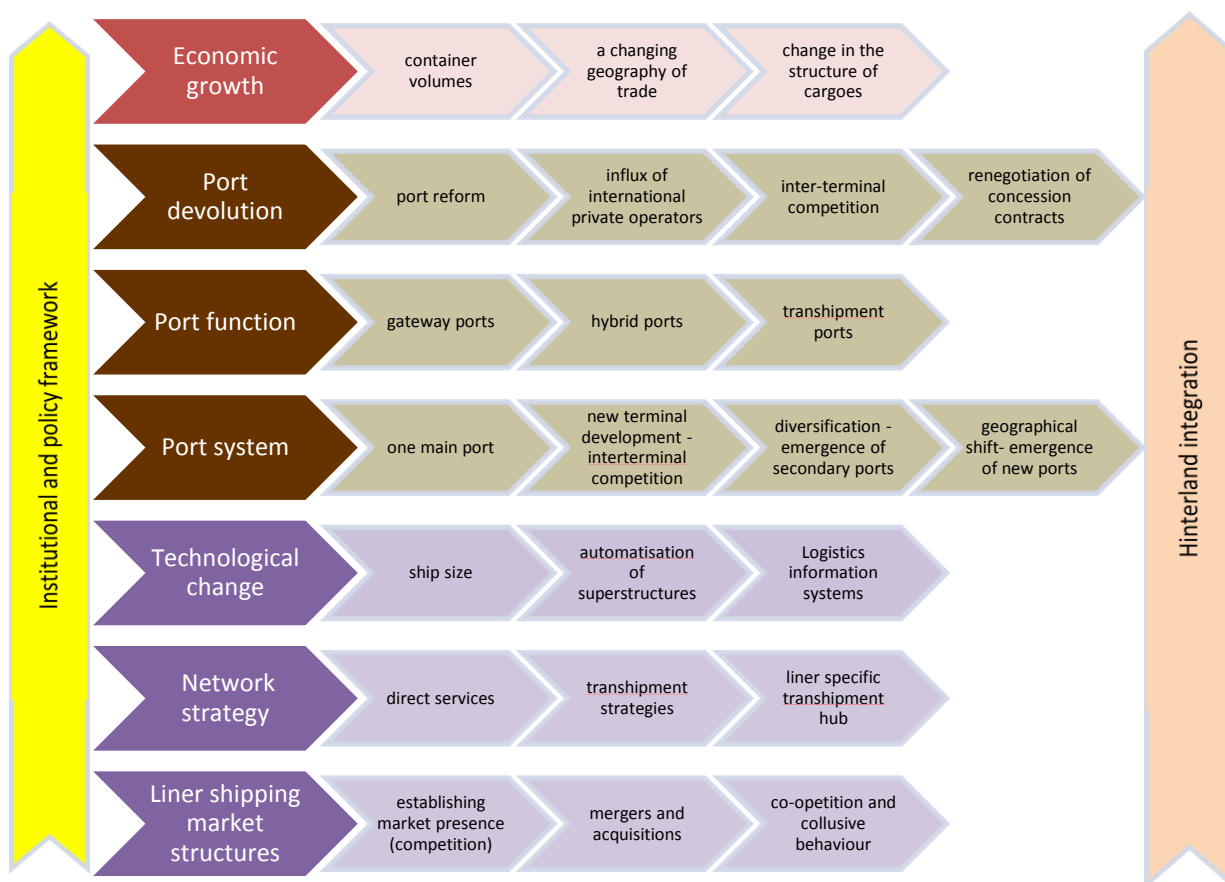 Institutional and policy framework
Economic
growth
container
volumes
a changing
geography of
trade
change in the
structure of
cargoes
Port
devolution
port reform
influx of
international
private operators
inter-terminal
competition
renegotiation of
concession
contracts
Port function
gateway ports
hybrid ports
transhipment
ports
Port system
one main port
new terminal
development -
interterminal
competition
diversification -
emergence of
secondary ports
geographical
shift- emergence
of new ports
Technological
change
ship size
automatisation
of
superstructures
Logistics
information
systems
Network
strategy
direct services
transhipment
strategies
liner specific
transhipment
hub
Liner shipping
market
structures
establishing
market presence
(competition)
mergers and
acquisitions
co-opetition and
collusive
behaviour
Hinterland integration